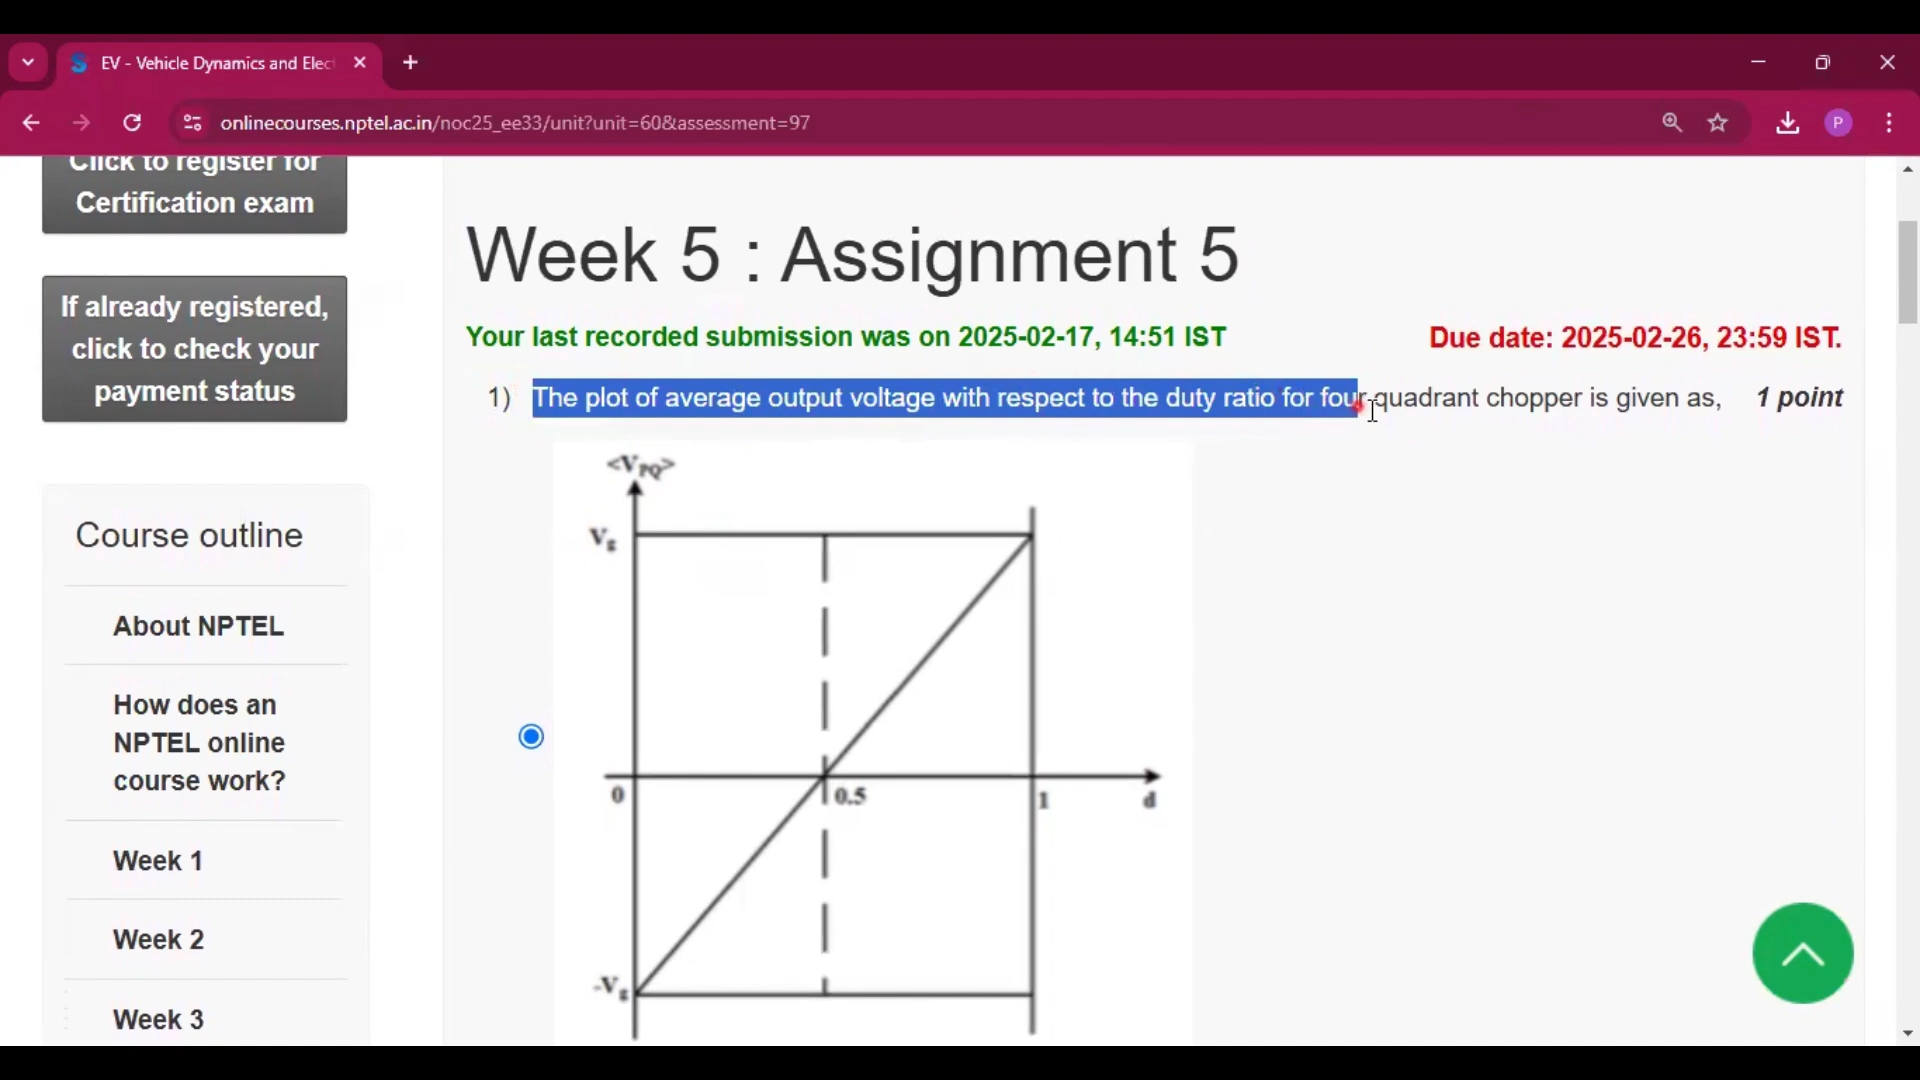 EV - Vehicle Dynamics and Elec
onlinecourses.nptel.ac.in/noc25_ee33/unit?unit=60&assessment=97
P
Click to register for
Certification exam
If already registered,
click to check your
payment status
Course outline
About NPTEL
How does an
NPTEL online
course work?
Week 1
Week 2
Week 3
Week 5 : Assignment 5
Your last recorded submission was on 2025-02-17, 14:51 IST
Due date: 2025-02-26, 23:59 IST.
1) The plot of average output voltage with respect to the duty ratio for four-quadrant chopper is given as, 1 point
<VPQ>
Vg
0
0.5
1
d
-Vg